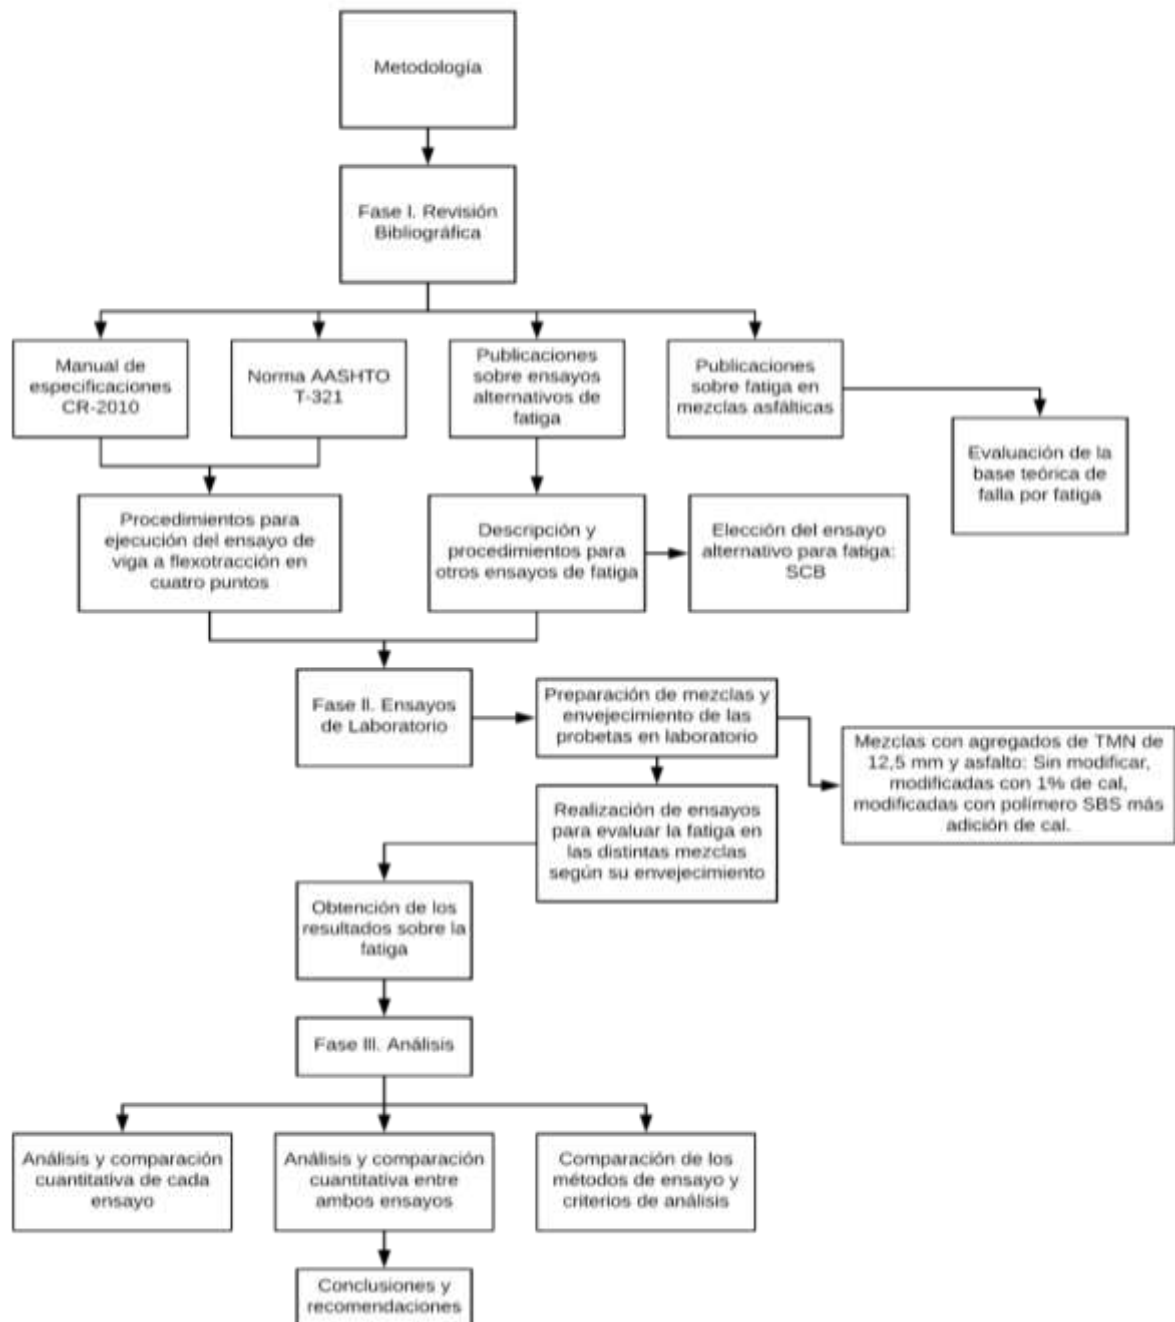 Metodología
Fase I. Revisión
Bibliográfica
Manual de
especificaciones
CR-2010
Norma AASHTO
T-321
Publicaciones
sobre ensayos
alternativos de
fatiga
Publicaciones
sobre fatiga en
mezclas asfálticas
Evaluación de la
base teórica de
falla por fatiga
Procedimientos para
ejecución del ensayo de
viga a flexotracción en
cuatro puntos
Descripción y
procedimientos para
otros ensayos de fatiga
Elección del ensayo
alternativo para fatiga:
SCB
Fase II. Ensayos
de Laboratorio
Preparación de mezclas y
envejecimiento de las
probetas en laboratorio
Mezclas con agregados de TMN de
12,5 mm y asfalto: Sin modificar,
modificadas con 1% de cal,
modificadas con polímero SBS más
adición de cal.
Realización de ensayos
para evaluar la fatiga en
las distintas mezclas
según su envejecimiento
Obtención de los
resultados sobre la
fatiga
Fase III. Análisis
Análisis y comparación
cuantitativa de cada
ensayo
Análisis y comparación
cuantitativa entre
ambos ensayos
Comparación de los
métodos de ensayo y
criterios de análisis
Conclusiones y
recomendaciones